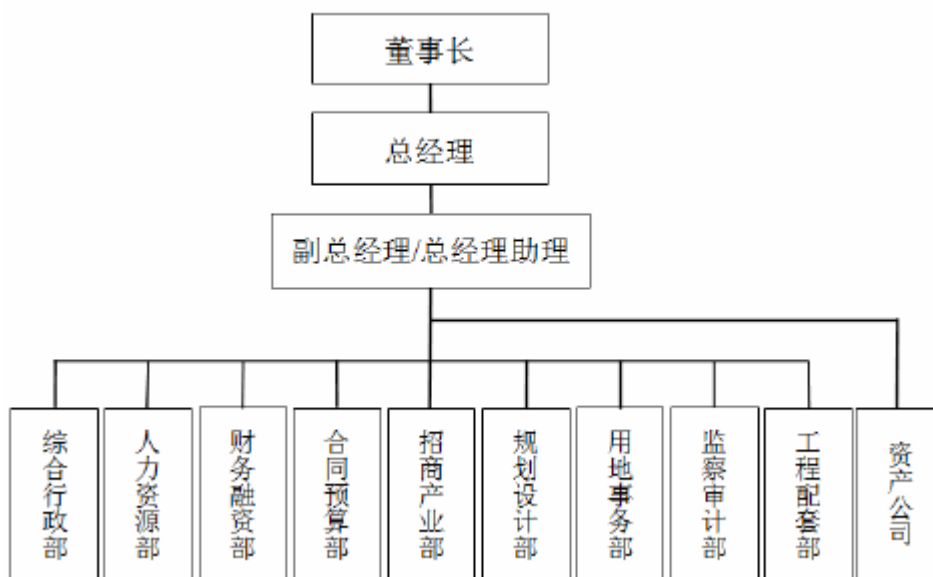 董事长
总经理
副总经理/总经理助理
综合行政部
人力资源部
财务融资部
合同预算部
招商产业部
规划设计部
用地事务部
监察审计部
工程配套部
资产公司